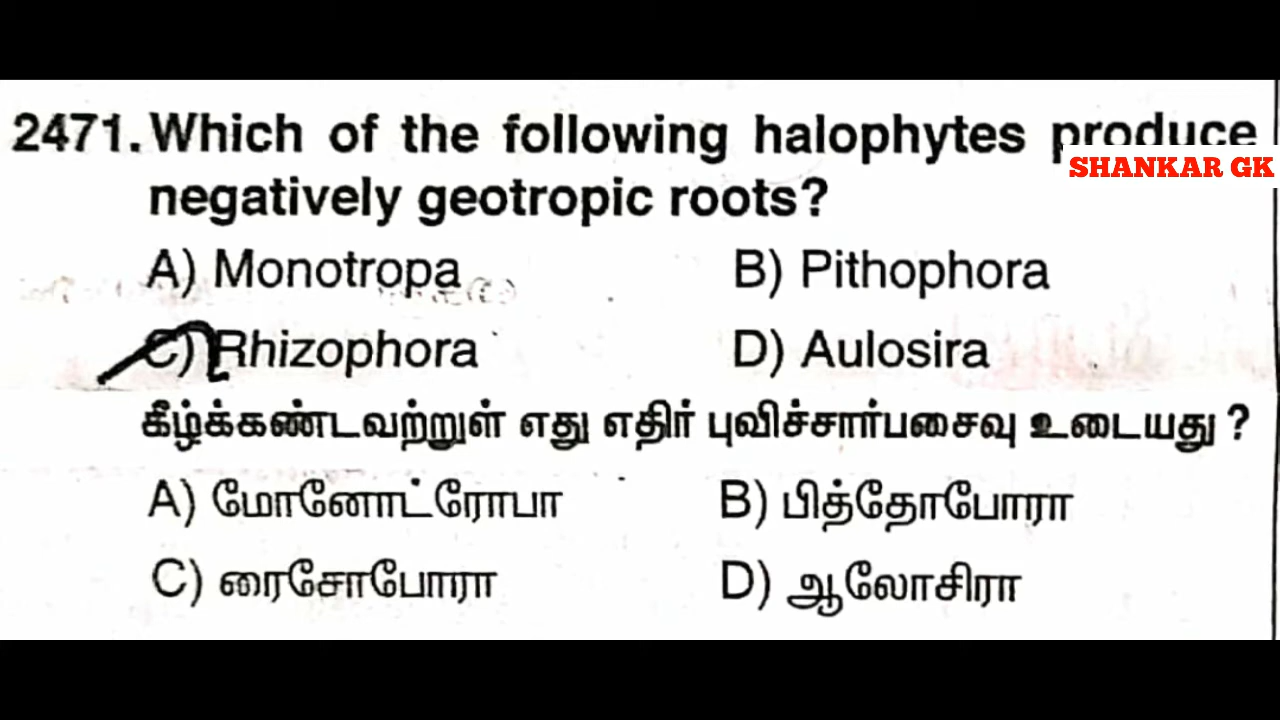 2471. Which of the following halophytes produce
SHANKAR GK
negatively geotropic roots?
A) Monotropa B) Pithophora
C) Rhizophora D) Aulosira
கீழ்க்கண்டவற்றுள் எது எதிர் புவிச்சார்பசைவு உடையது ?
A) மோனோட்ரோபா B) பித்தோபோரா
C) ரைசோபோரா D) ஆலோசிரா